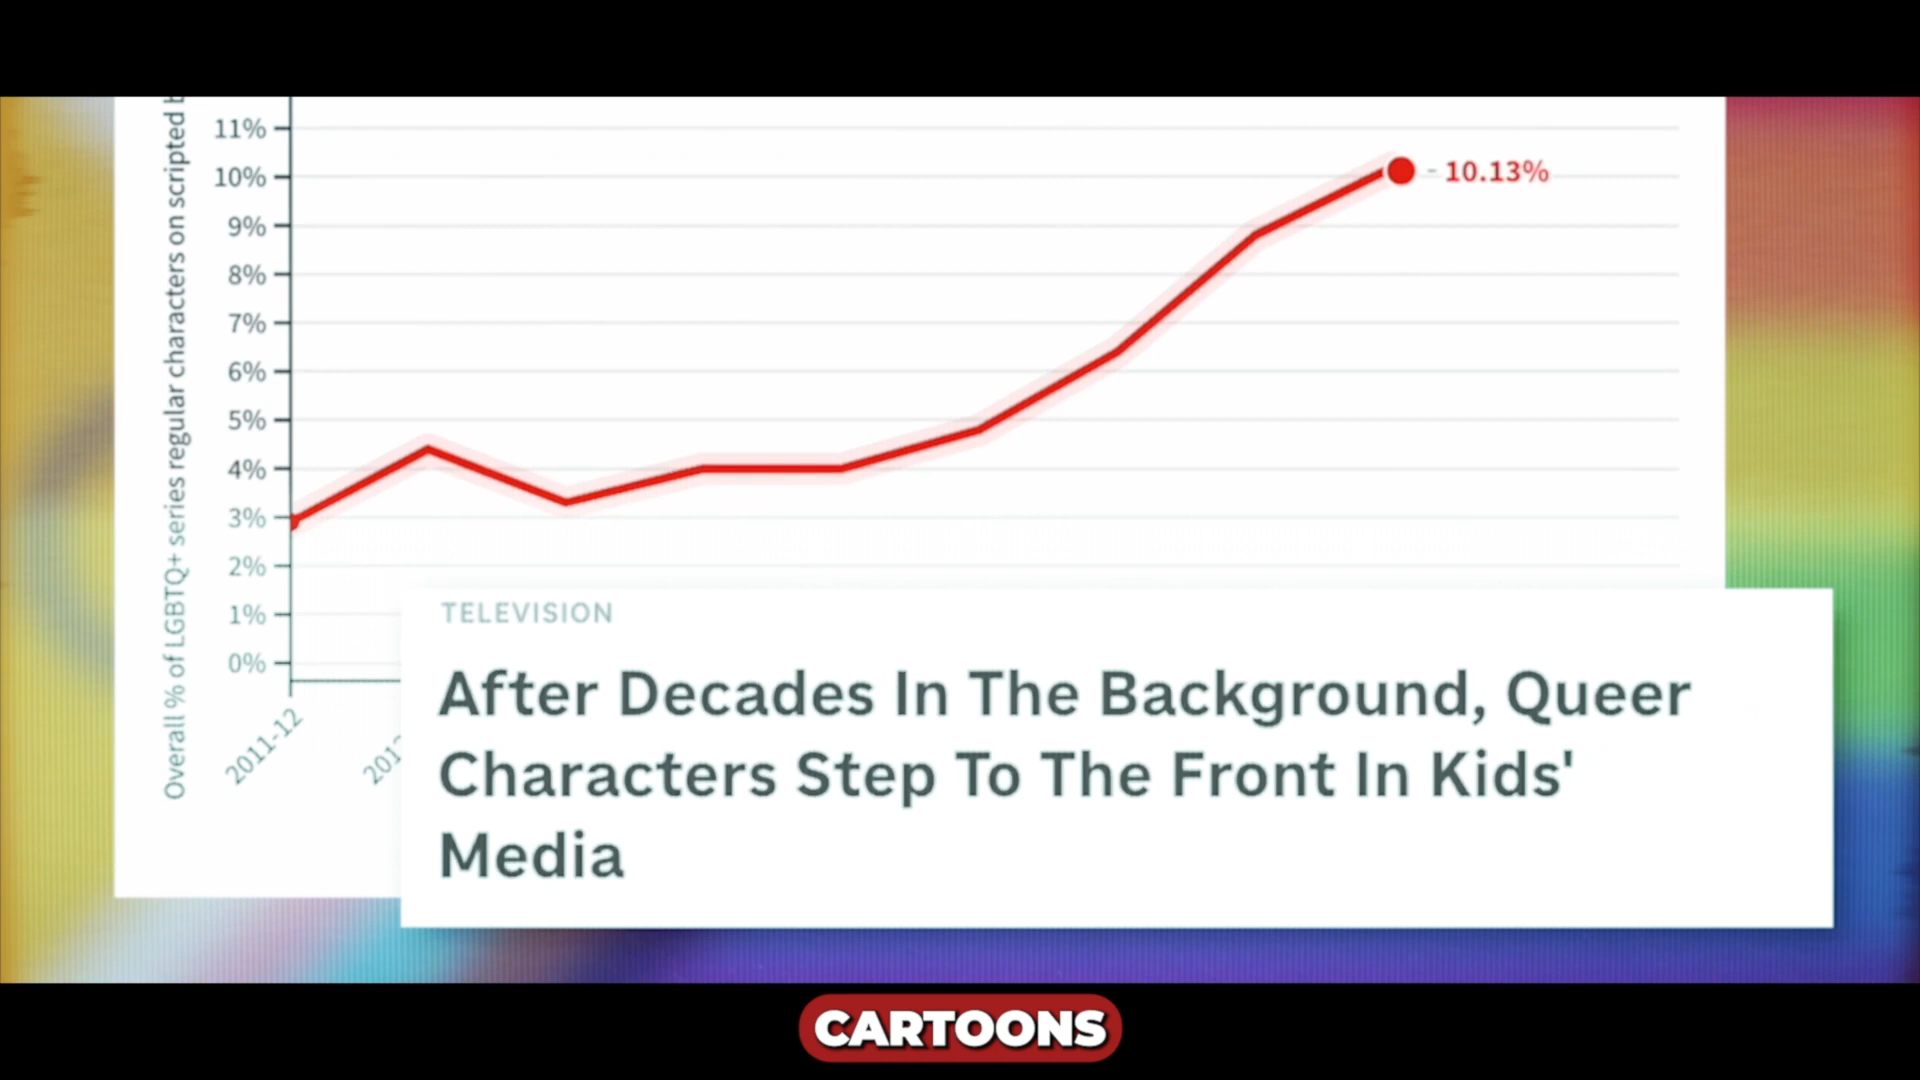 Overall % of LGBTQ+ series regular characters on scripted
11%
10%
9%
8%
7%
6%
5%
4%
3%
2%
1%
0%
10.13%
2011-12
TELEVISION
After Decades In The Background, Queer
Characters Step To The Front In Kids'
Media
CARTOONS